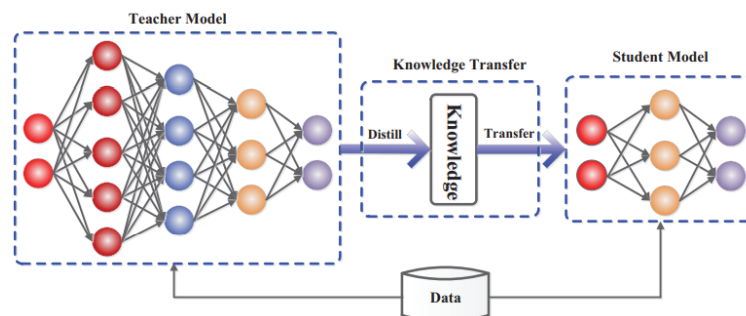 Teacher Model
Knowledge Transfer
Student Model
Distill
Knowledge
Transfer
Data